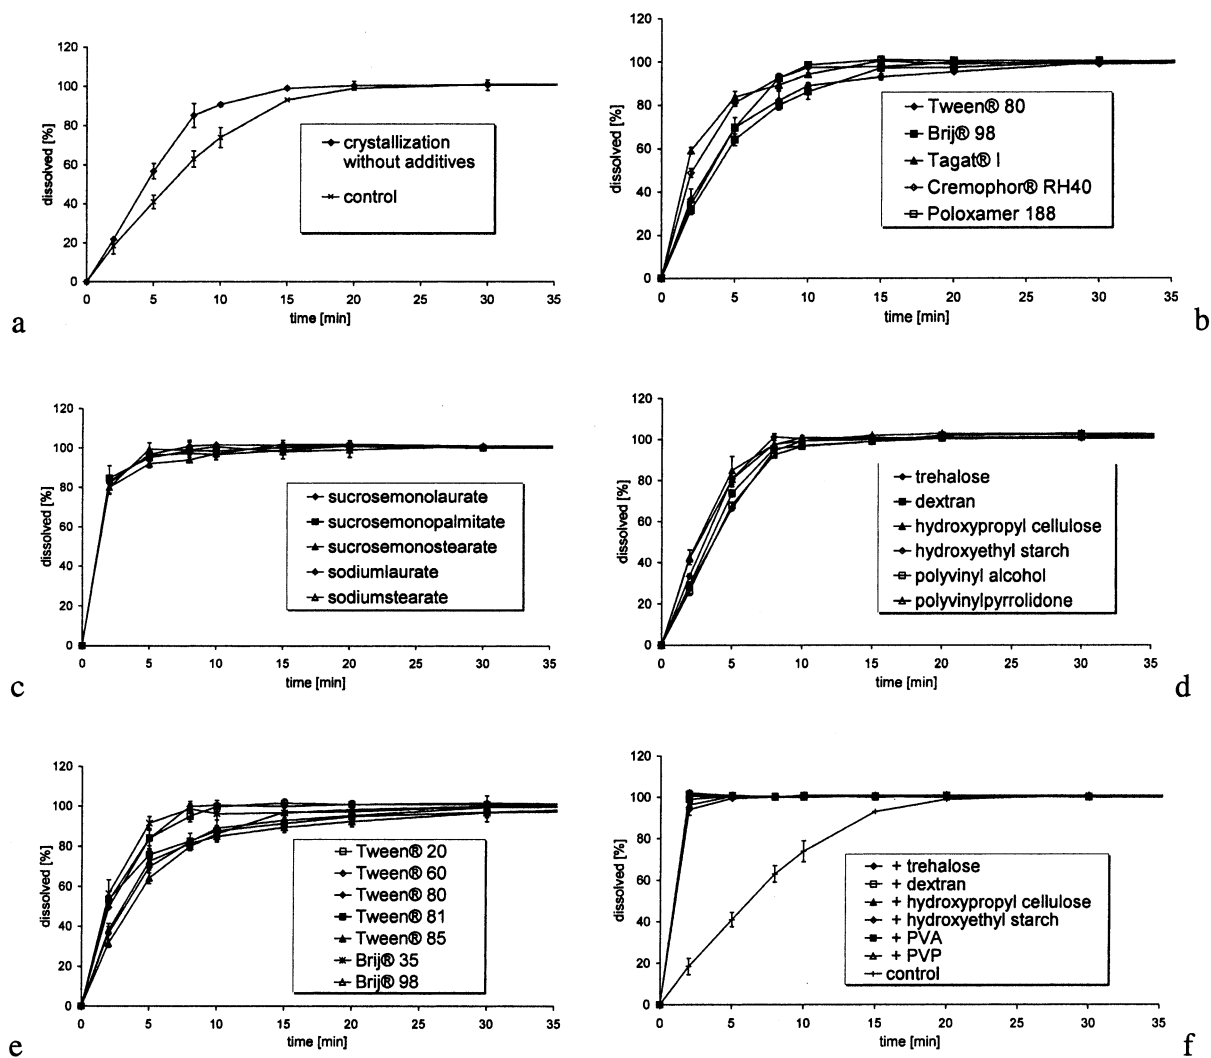 120
100
80
60
40
20
0
dissolved [%]
crystallization
without additives
control
0 5 10 15 20 25 30 35
time [min]
a
120
100
80
60
40
20
0
dissolved [%]
Tween® 80
Brij® 98
Tagat® I
Cremophor® RH40
Poloxamer 188
0 5 10 15 20 25 30 35
time [min]
b
120
100
80
60
40
20
0
dissolved [%]
sucrosemonolaurate
sucrosemonopalmitate
sucrosemonostearate
sodiumlaurate
sodiumstearate
0 5 10 15 20 25 30 35
time [min]
c
120
100
80
60
40
20
0
dissolved [%]
trehalose
dextran
hydroxypropyl cellulose
hydroxyethyl starch
polyvinyl alcohol
polyvinylpyrrolidone
0 5 10 15 20 25 30 35
time [min]
d
120
100
80
60
40
20
0
dissolved [%]
Tween® 20
Tween® 60
Tween® 80
Tween® 81
Tween® 85
Brij® 35
Brij® 98
0 5 10 15 20 25 30 35
time [min]
e
120
100
80
60
40
20
0
dissolved [%]
+ trehalose
+ dextran
+ hydroxypropyl cellulose
+ hydroxyethyl starch
+ PVA
+ PVP
control
0 5 10 15 20 25 30 35
time [min]
f